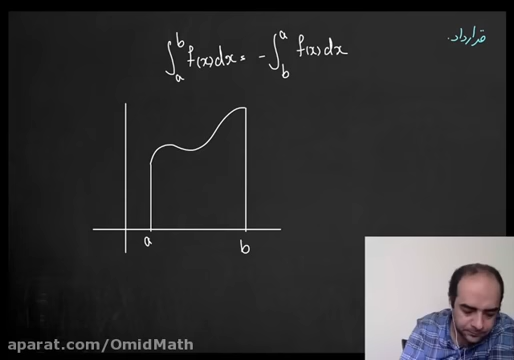 قرارداد.
∫_a^b f(x)dx = - ∫_b^a f(x)dx
a b
aparat.com/OmidMath